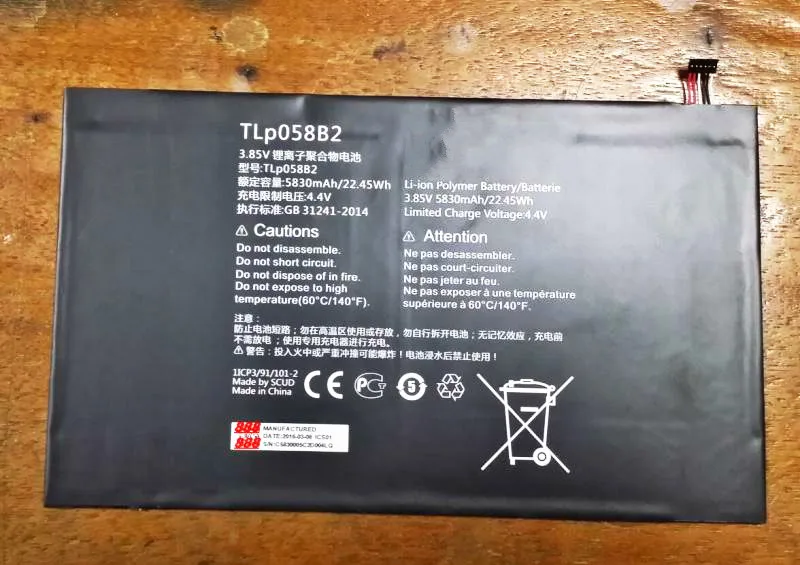 TLp058B2
3.85V 锂离子聚合物电池
型号:TLp058B2
额定容量:5830mAh/22.45Wh
充电限制电压:4.4V
执行标准:GB 31241-2014
Li-ion Polymer Battery/Batterie
3.85V 5830mAh/22.45Wh
Limited Charge Voltage:4.4V
⚠ Cautions
Do not disassemble.
Do not short circuit.
Do not dispose of in fire.
Do not expose to high
temperature(60°C/140°F).
⚠ Attention
Ne pas desassembler.
Ne pas court-circuiter.
Ne pas jeter au feu.
Ne pas exposer à une température
supérieure à 60°C/140°F.
注意:
防止电池短路;勿在高温区使用或存放,勿自行拆开电池;无记忆效应,充电前
不需放电;使用专用充电器进行充电。
⚠ 警告:投入火中或严重冲撞可能爆炸!电池浸水后禁止使用!
1ICP3/91/101-2
Made by SCUD
Made in China
CE
5
MANUFACTURED
DATE:2016-03-08 ICS01